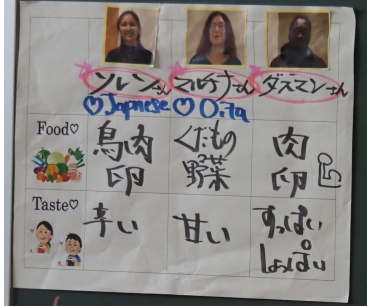 ソレンさん マルチナさん ダスマンさん
♡Japnese ♡Oita
Food♡ 鳥肉 くだもの 肉
卵 野菜 卵
Taste♡ 辛い 甘い すっぱい
しょっぱい